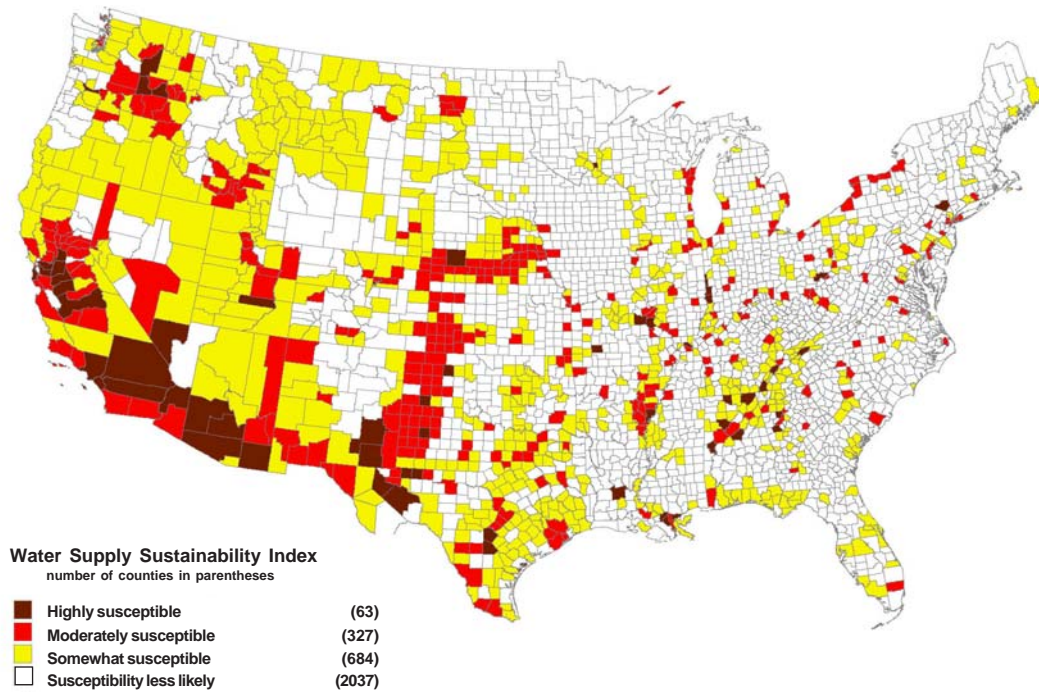 Water Supply Sustainability Index
number of counties in parentheses
Highly susceptible (63)
Moderately susceptible (327)
Somewhat susceptible (684)
Susceptibility less likely (2037)